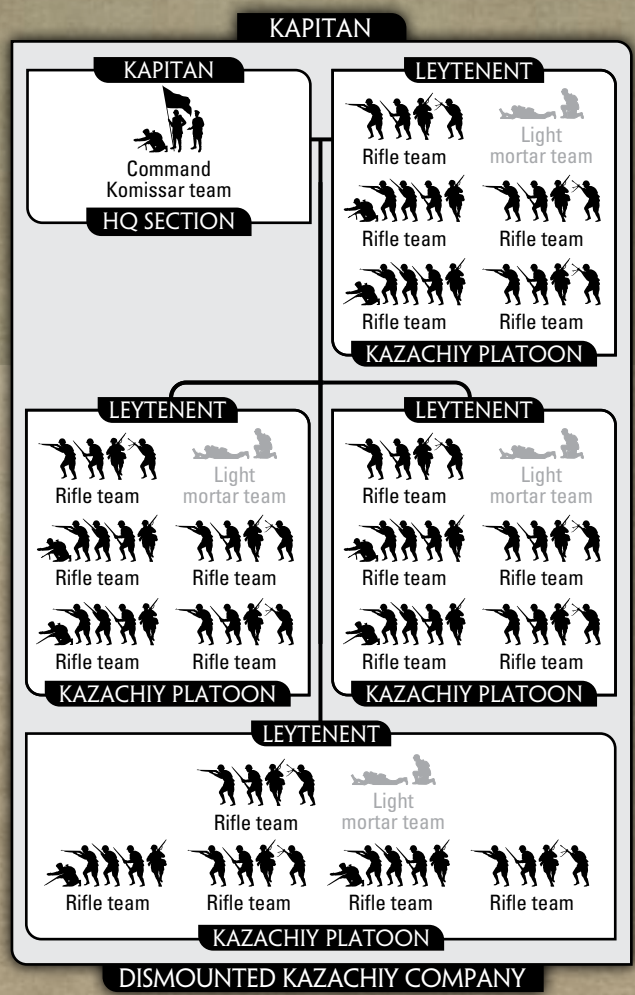 KAPITAN
KAPITAN
Command
Komissar team
HQ SECTION
LEYTENENT
Rifle team
Light
mortar team
Rifle team
Rifle team
Rifle team
Rifle team
KAZACHIY PLATOON
LEYTENENT
Rifle team
Light
mortar team
Rifle team
Rifle team
Rifle team
Rifle team
KAZACHIY PLATOON
LEYTENENT
Rifle team
Light
mortar team
Rifle team
Rifle team
Rifle team
Rifle team
KAZACHIY PLATOON
LEYTENENT
Rifle team
Light
mortar team
Rifle team
Rifle team
Rifle team
Rifle team
KAZACHIY PLATOON
DISMOUNTED KAZACHIY COMPANY